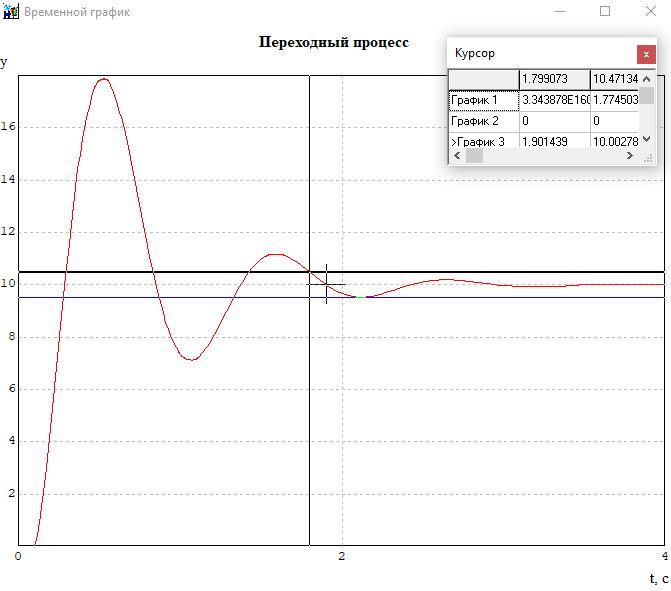 Временной график
Переходный процесс
y
Курсор
x
1.799073 10.47134
График 1 3.343878E160 1.774503
График 2 0 0
>График 3 1.901439 10.00278
16
14
12
10
8
6
4
2
0 2 4
t, c